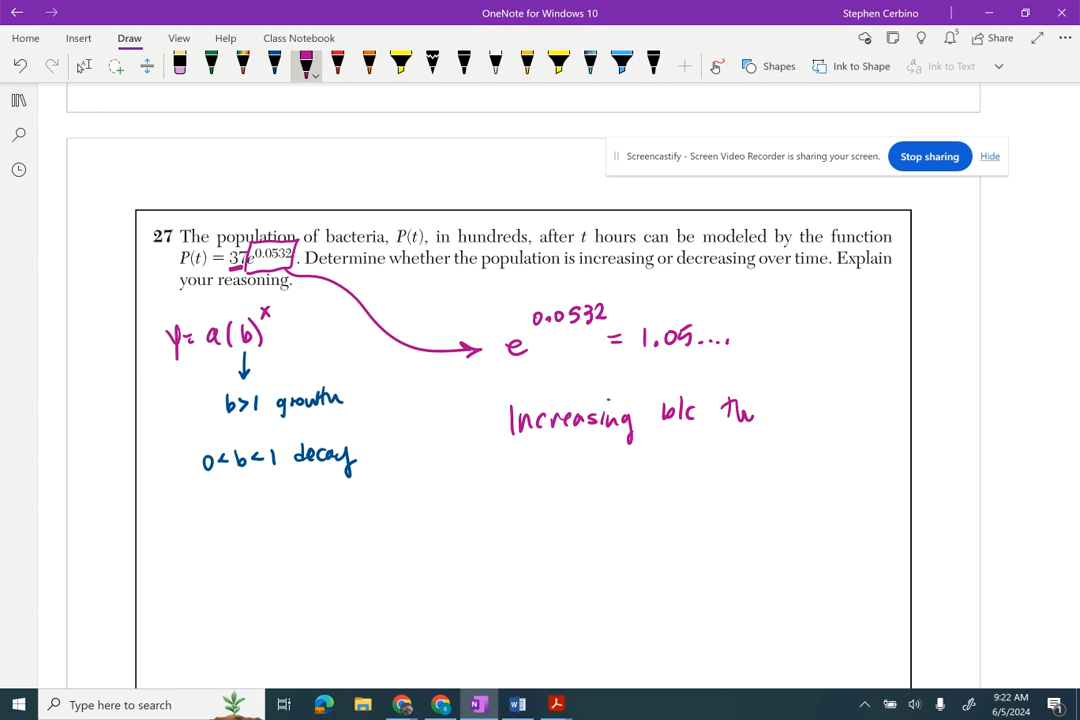 OneNote for Windows 10
Stephen Cerbino
Home Insert Draw View Help Class Notebook
Share
Shapes Ink to Shape Ink to Text
Screencastify - Screen Video Recorder is sharing your screen. Stop sharing Hide
27 The population of bacteria, P(t), in hundreds, after t hours can be modeled by the function
P(t) = 37e^0.0532. Determine whether the population is increasing or decreasing over time. Explain
your reasoning.
y = a(b)^x
e^0.0532 = 1.05....
b>1 growth
Increasing b/c th
0<b<1 decay
Type here to search
9:22 AM
6/5/2024